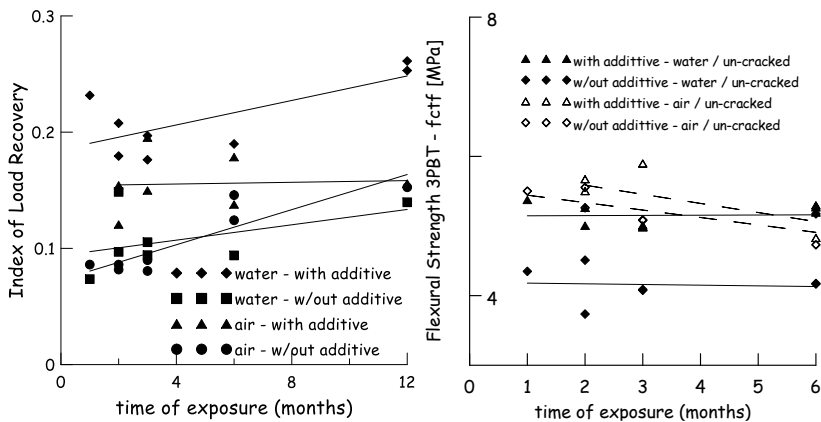 Index of Load Recovery
0.3
0.2
0.1
0
water - with additive
water - w/out additive
air - with additive
air - w/out additive
0
4
8
12
time of exposure (months)
Flexural Strength 3PBT - fctf [MPa]
8
4
with addittive - water / un-cracked
w/out addittive - water / un-cracked
with addittive - air / un-cracked
w/out addittive - air / un-cracked
0
1
2
3
4
5
6
time of exposure (months)